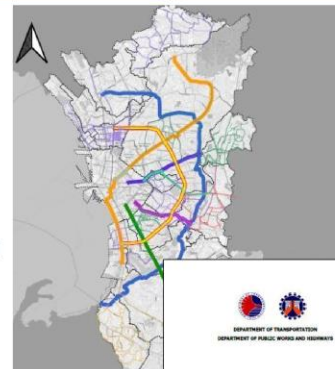 DEPARTMENT OF TRANSPORTATION
DEPARTMENT OF PUBLIC WORKS AND HIGHWAYS